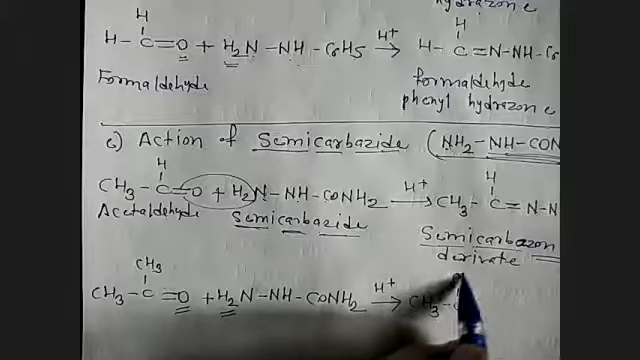 hydrazone
H H
H-C=O + H2N-NH-C6H5 H+→ H-C=N-NH-C6
Formaldehyde formaldehyde
phenyl hydrazone
c) Action of Semicarbazide (NH2-NH-CON
H H
CH3-C=O + H2N-NH-CONH2 H+→ CH3-C=N-N
Acetaldehyde Semicarbazide Semicarbazon
derivate
CH3
CH3-C=O + H2N-NH-CONH2 H+→ CH3-C